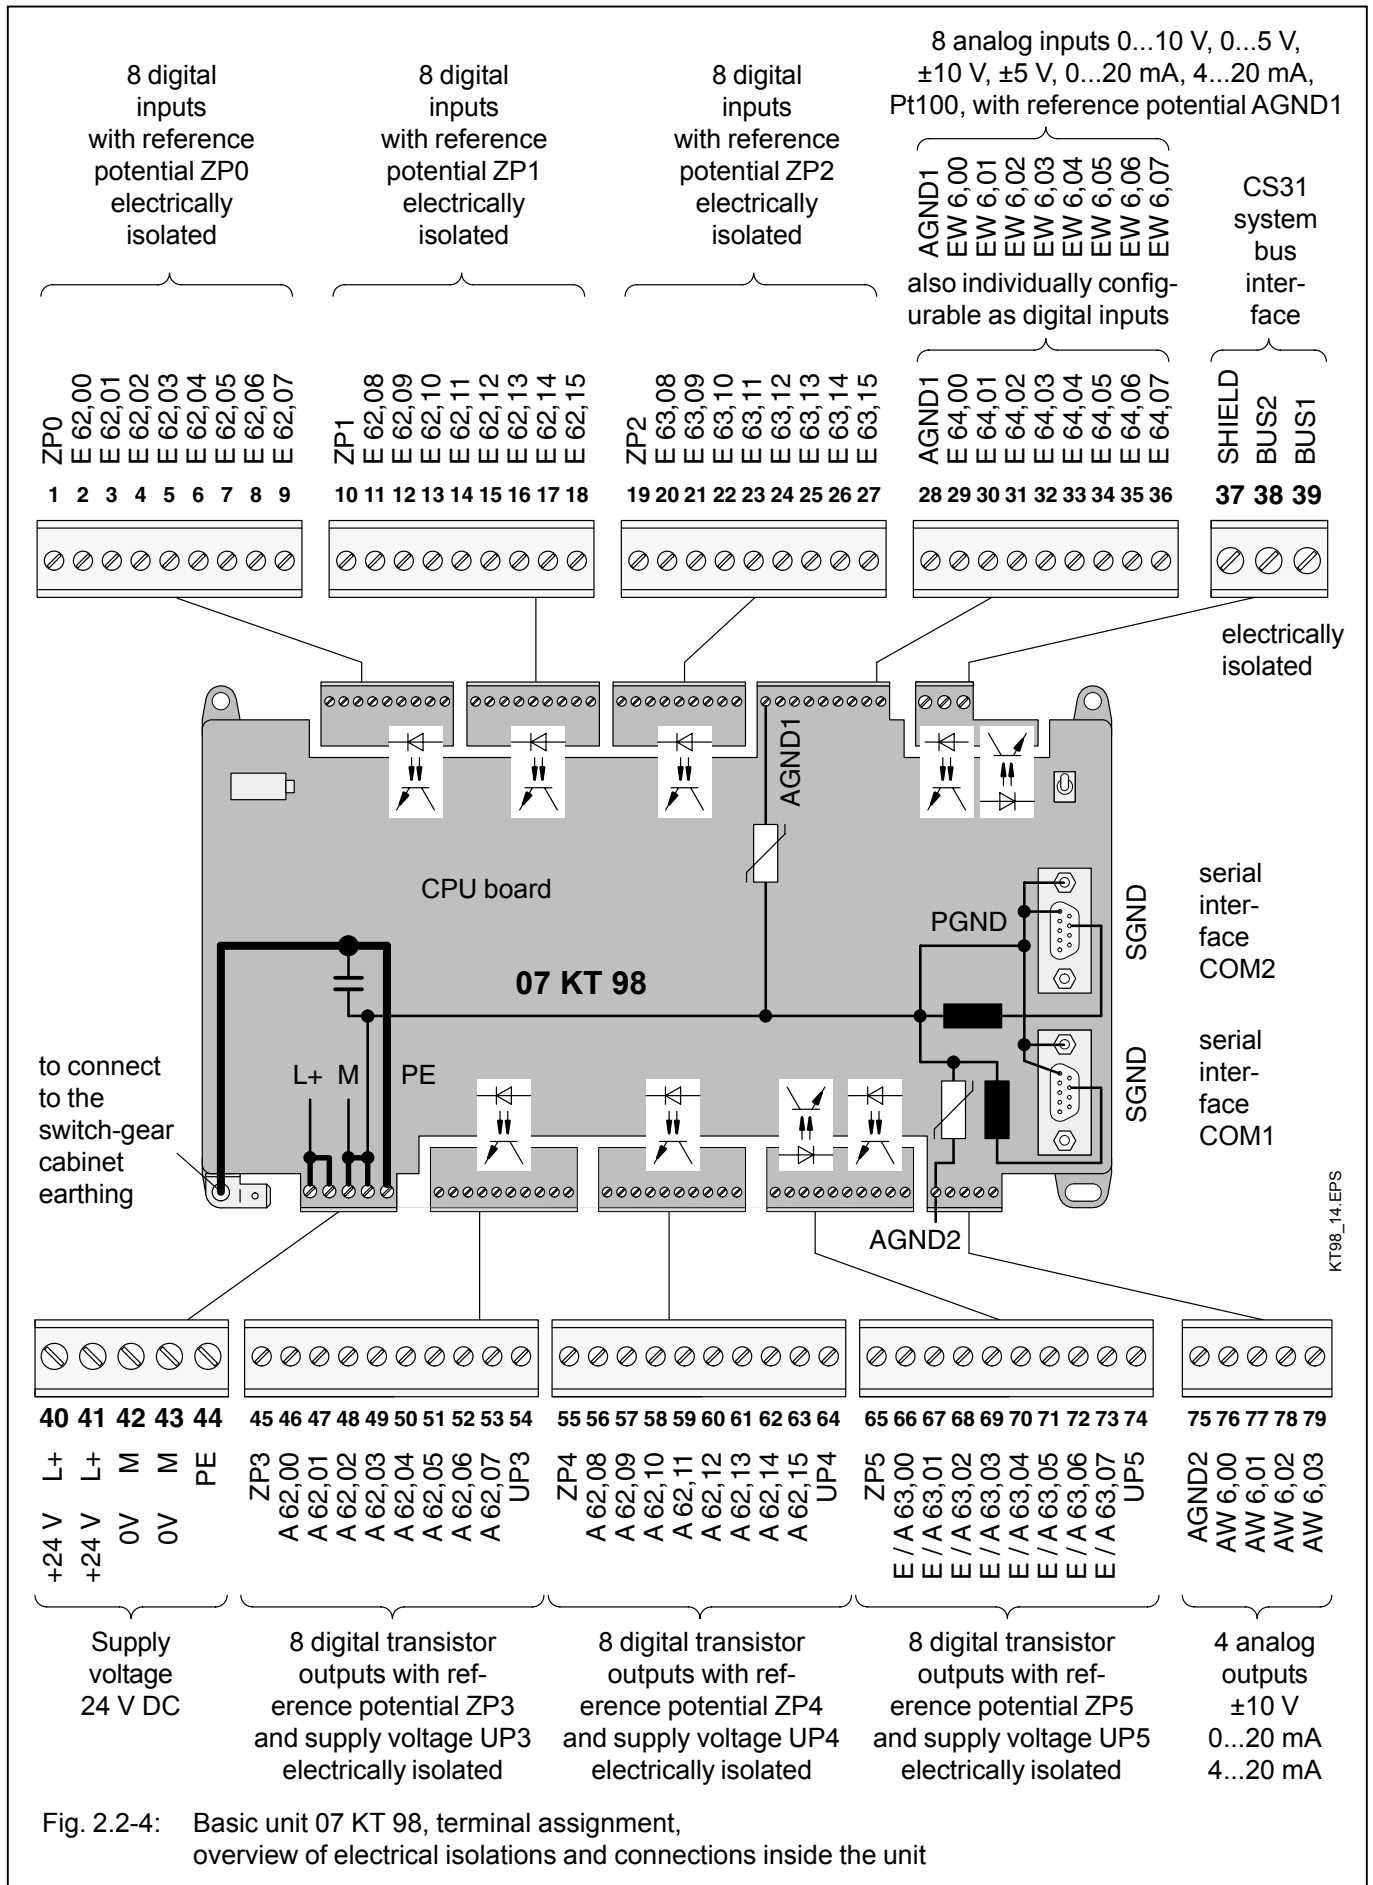 8 digital
inputs
with reference
potential ZP0
electrically
isolated
8 digital
inputs
with reference
potential ZP1
electrically
isolated
8 digital
inputs
with reference
potential ZP2
electrically
isolated
8 analog inputs 0...10 V, 0...5 V,
±10 V, ±5 V, 0...20 mA, 4...20 mA,
Pt100, with reference potential AGND1
AGND1
EW 6,00
EW 6,01
EW 6,02
EW 6,03
EW 6,04
EW 6,05
EW 6,06
EW 6,07
also individually config-
urable as digital inputs
CS31
system
bus
inter-
face
ZP0
E 62,00
E 62,01
E 62,02
E 62,03
E 62,04
E 62,05
E 62,06
E 62,07
ZP1
E 62,08
E 62,09
E 62,10
E 62,11
E 62,12
E 62,13
E 62,14
E 62,15
ZP2
E 63,08
E 63,09
E 63,10
E 63,11
E 63,12
E 63,13
E 63,14
E 63,15
AGND1
E 64,00
E 64,01
E 64,02
E 64,03
E 64,04
E 64,05
E 64,06
E 64,07
SHIELD
BUS2
BUS1
1 2 3 4 5 6 7 8 9
10 11 12 13 14 15 16 17 18
19 20 21 22 23 24 25 26 27
28 29 30 31 32 33 34 35 36
37 38 39
electrically
isolated
AGND1
CPU board
07 KT 98
PGND
SGND
serial
inter-
face
COM2
SGND
serial
inter-
face
COM1
to connect
to the
switch-gear
cabinet
earthing
L+ M PE
AGND2
KT98_14.EPS
40 41 42 43 44
45 46 47 48 49 50 51 52 53 54
55 56 57 58 59 60 61 62 63 64
65 66 67 68 69 70 71 72 73 74
75 76 77 78 79
+24 V L+
+24 V L+
0V M
0V M
PE
ZP3
A 62,00
A 62,01
A 62,02
A 62,03
A 62,04
A 62,05
A 62,06
A 62,07
UP3
ZP4
A 62,08
A 62,09
A 62,10
A 62,11
A 62,12
A 62,13
A 62,14
A 62,15
UP4
ZP5
E / A 63,00
E / A 63,01
E / A 63,02
E / A 63,03
E / A 63,04
E / A 63,05
E / A 63,06
E / A 63,07
UP5
AGND2
AW 6,00
AW 6,01
AW 6,02
AW 6,03
Supply
voltage
24 V DC
8 digital transistor
outputs with ref-
erence potential ZP3
and supply voltage UP3
electrically isolated
8 digital transistor
outputs with ref-
erence potential ZP4
and supply voltage UP4
electrically isolated
8 digital transistor
outputs with ref-
erence potential ZP5
and supply voltage UP5
electrically isolated
4 analog
outputs
±10 V
0...20 mA
4...20 mA
Fig. 2.2-4: Basic unit 07 KT 98, terminal assignment,
overview of electrical isolations and connections inside the unit